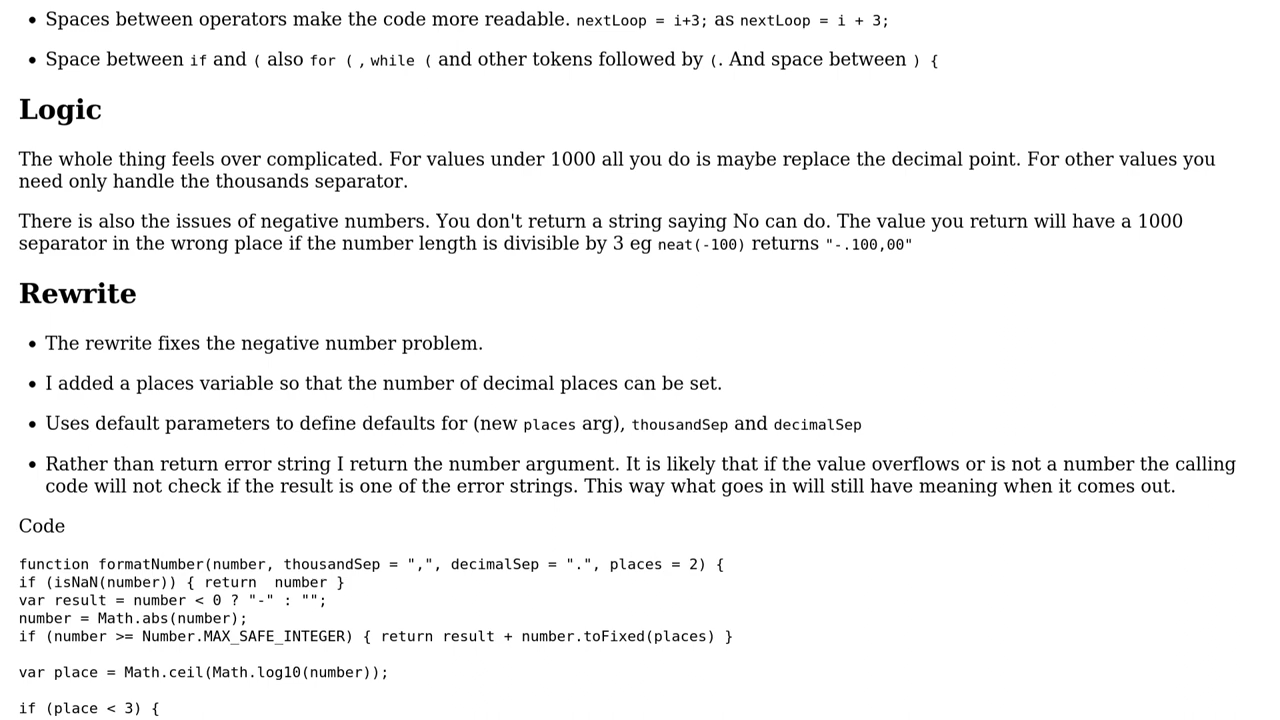 • Spaces between operators make the code more readable. nextLoop = i+3; as nextLoop = i + 3;
• Space between if and ( also for ( , while ( and other tokens followed by (. And space between ) {
Logic
The whole thing feels over complicated. For values under 1000 all you do is maybe replace the decimal point. For other values you
need only handle the thousands separator.
There is also the issues of negative numbers. You don't return a string saying No can do. The value you return will have a 1000
separator in the wrong place if the number length is divisible by 3 eg neat(-100) returns "-.100,00"
Rewrite
• The rewrite fixes the negative number problem.
• I added a places variable so that the number of decimal places can be set.
• Uses default parameters to define defaults for (new places arg), thousandSep and decimalSep
• Rather than return error string I return the number argument. It is likely that if the value overflows or is not a number the calling
code will not check if the result is one of the error strings. This way what goes in will still have meaning when it comes out.
Code
function formatNumber(number, thousandSep = ",", decimalSep = ".", places = 2) {
if (isNaN(number)) { return  number }
var result = number < 0 ? "-" : "";
number = Math.abs(number);
if (number >= Number.MAX_SAFE_INTEGER) { return result + number.toFixed(places) }
var place = Math.ceil(Math.log10(number));
if (place < 3) {